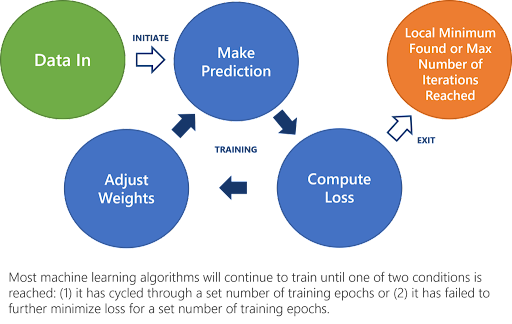 Data In
INITIATE
Make
Prediction
Local Minimum
Found or Max
Number of
Iterations
Reached
TRAINING
EXIT
Adjust
Weights
Compute
Loss
Most machine learning algorithms will continue to train until one of two conditions is
reached: (1) it has cycled through a set number of training epochs or (2) it has failed to
further minimize loss for a set number of training epochs.